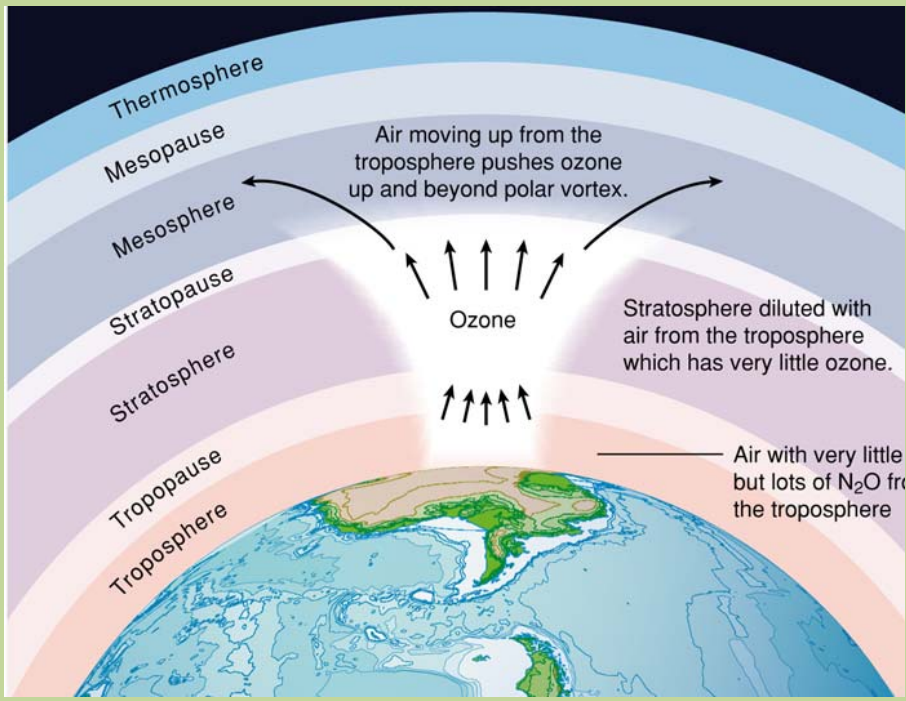 Thermosphere
Mesopause
Mesosphere
Stratopause
Stratosphere
Tropopause
Troposphere
Air moving up from the
troposphere pushes ozone
up and beyond polar vortex.
Ozone
Stratosphere diluted with
air from the troposphere
which has very little ozone.
Air with very little
but lots of N₂O
the troposphere